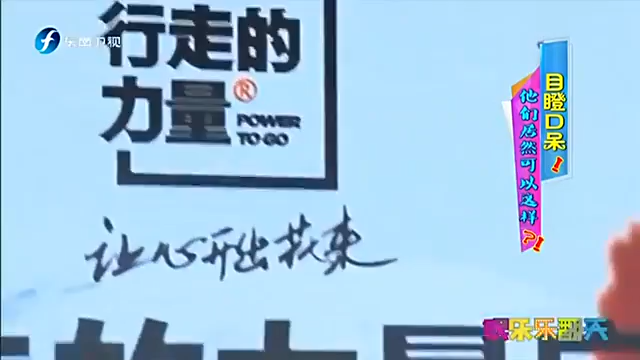 东南卫视
行走的
力量®
POWER
TO GO
让心开出花来
目瞪口呆!
他们居然可以这样?!
娱乐乐翻天